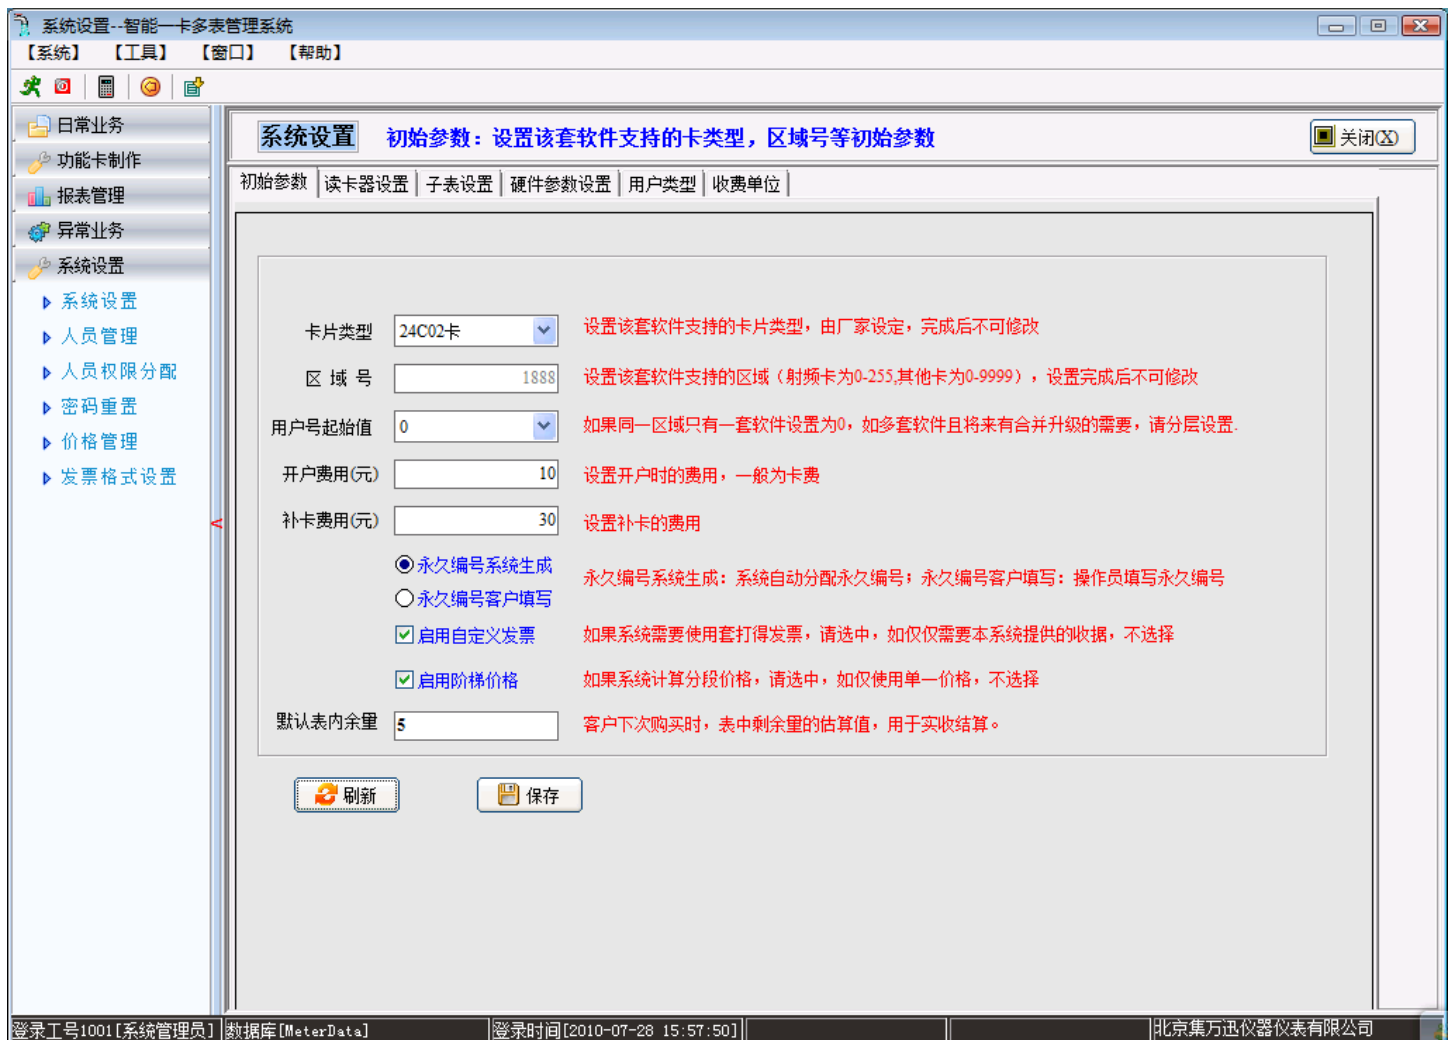 系统设置--智能一卡多表管理系统
【系统】 【工具】 【窗口】 【帮助】
日常业务
功能卡制作
报表管理
异常业务
系统设置
系统设置
人员管理
人员权限分配
密码重置
价格管理
发票格式设置
<
系统设置 初始参数：设置该套软件支持的卡类型，区域号等初始参数 关闭(X)
初始参数 读卡器设置 子表设置 硬件参数设置 用户类型 收费单位
卡片类型 24C02卡 设置该套软件支持的卡片类型，由厂家设定，完成后不可修改
区 域 号 1888 设置该套软件支持的区域（射频卡为0-255,其他卡为0-9999），设置完成后不可修改
用户号起始值 0 如果同一区域只有一套软件设置为0，如多套软件且将来有合并升级的需要，请分层设置.
开户费用(元) 10 设置开户时的费用，一般为卡费
补卡费用(元) 30 设置补卡的费用
永久编号系统生成
永久编号系统生成：系统自动分配永久编号；永久编号客户填写：操作员填写永久编号
永久编号客户填写
启用自定义发票 如果系统需要使用套打得发票，请选中，如仅仅需要本系统提供的收据，不选择
启用阶梯价格 如果系统计算分段价格，请选中，如仅使用单一价格，不选择
默认表内余量 5 客户下次购买时，表中剩余量的估算值，用于实收结算。
刷新 保存
登录工号1001[系统管理员] 数据库[MeterData] 登录时间[2010-07-28 15:57:50] 北京集万迅仪器仪表有限公司